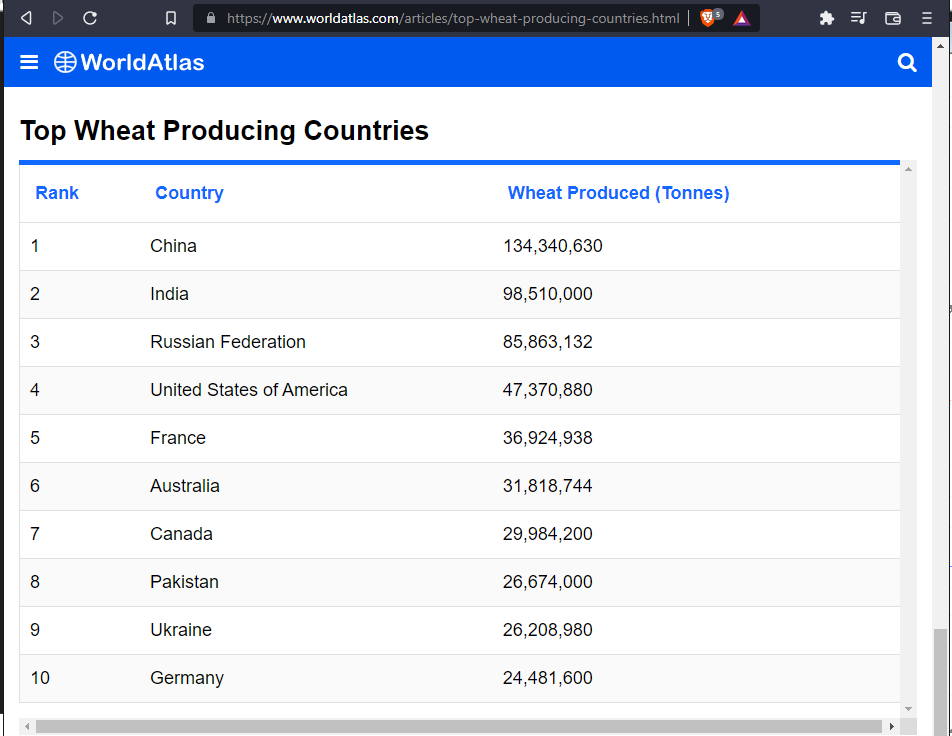 https://www.worldatlas.com/articles/top-wheat-producing-countries.html 5
WorldAtlas
Top Wheat Producing Countries
Rank Country Wheat Produced (Tonnes)
1 China 134,340,630
2 India 98,510,000
3 Russian Federation 85,863,132
4 United States of America 47,370,880
5 France 36,924,938
6 Australia 31,818,744
7 Canada 29,984,200
8 Pakistan 26,674,000
9 Ukraine 26,208,980
10 Germany 24,481,600